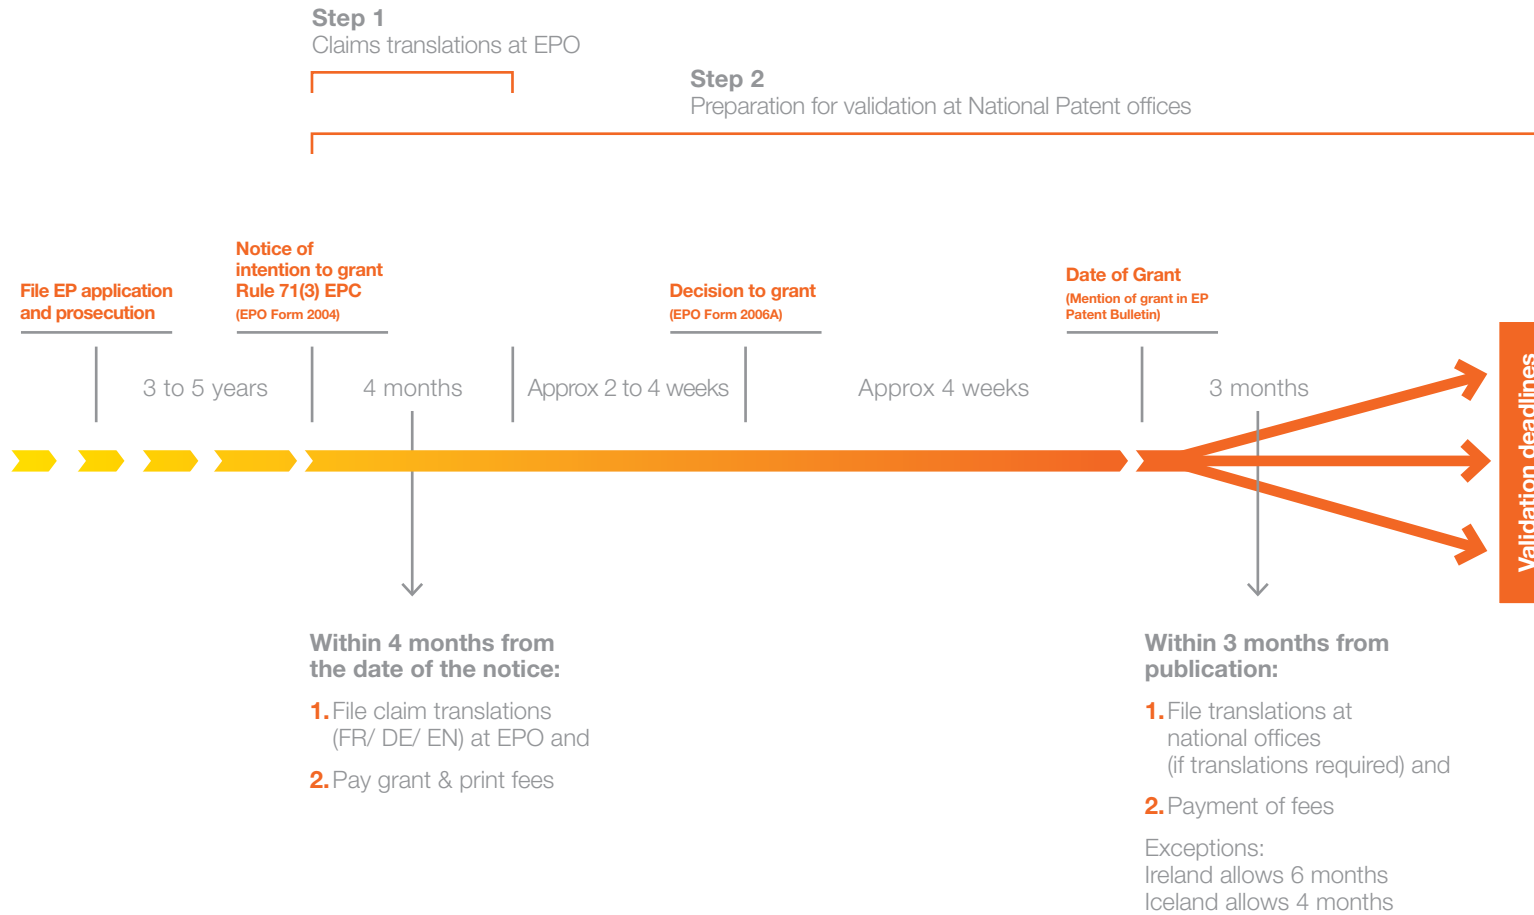 Step 1
Claims translations at EPO
Step 2
Preparation for validation at National Patent offices
File EP application
and prosecution
Notice of
intention to grant
Rule 71(3) EPC
(EPO Form 2004)
Decision to grant
(EPO Form 2006A)
Date of Grant
(Mention of grant in EP
Patent Bulletin)
3 to 5 years
4 months
Approx 2 to 4 weeks
Approx 4 weeks
3 months
Validation deadlines
Within 4 months from
the date of the notice:
1. File claim translations
(FR/ DE/ EN) at EPO and
2. Pay grant & print fees
Within 3 months from
publication:
1. File translations at
national offices
(if translations required) and
2. Payment of fees
Exceptions:
Ireland allows 6 months
Iceland allows 4 months